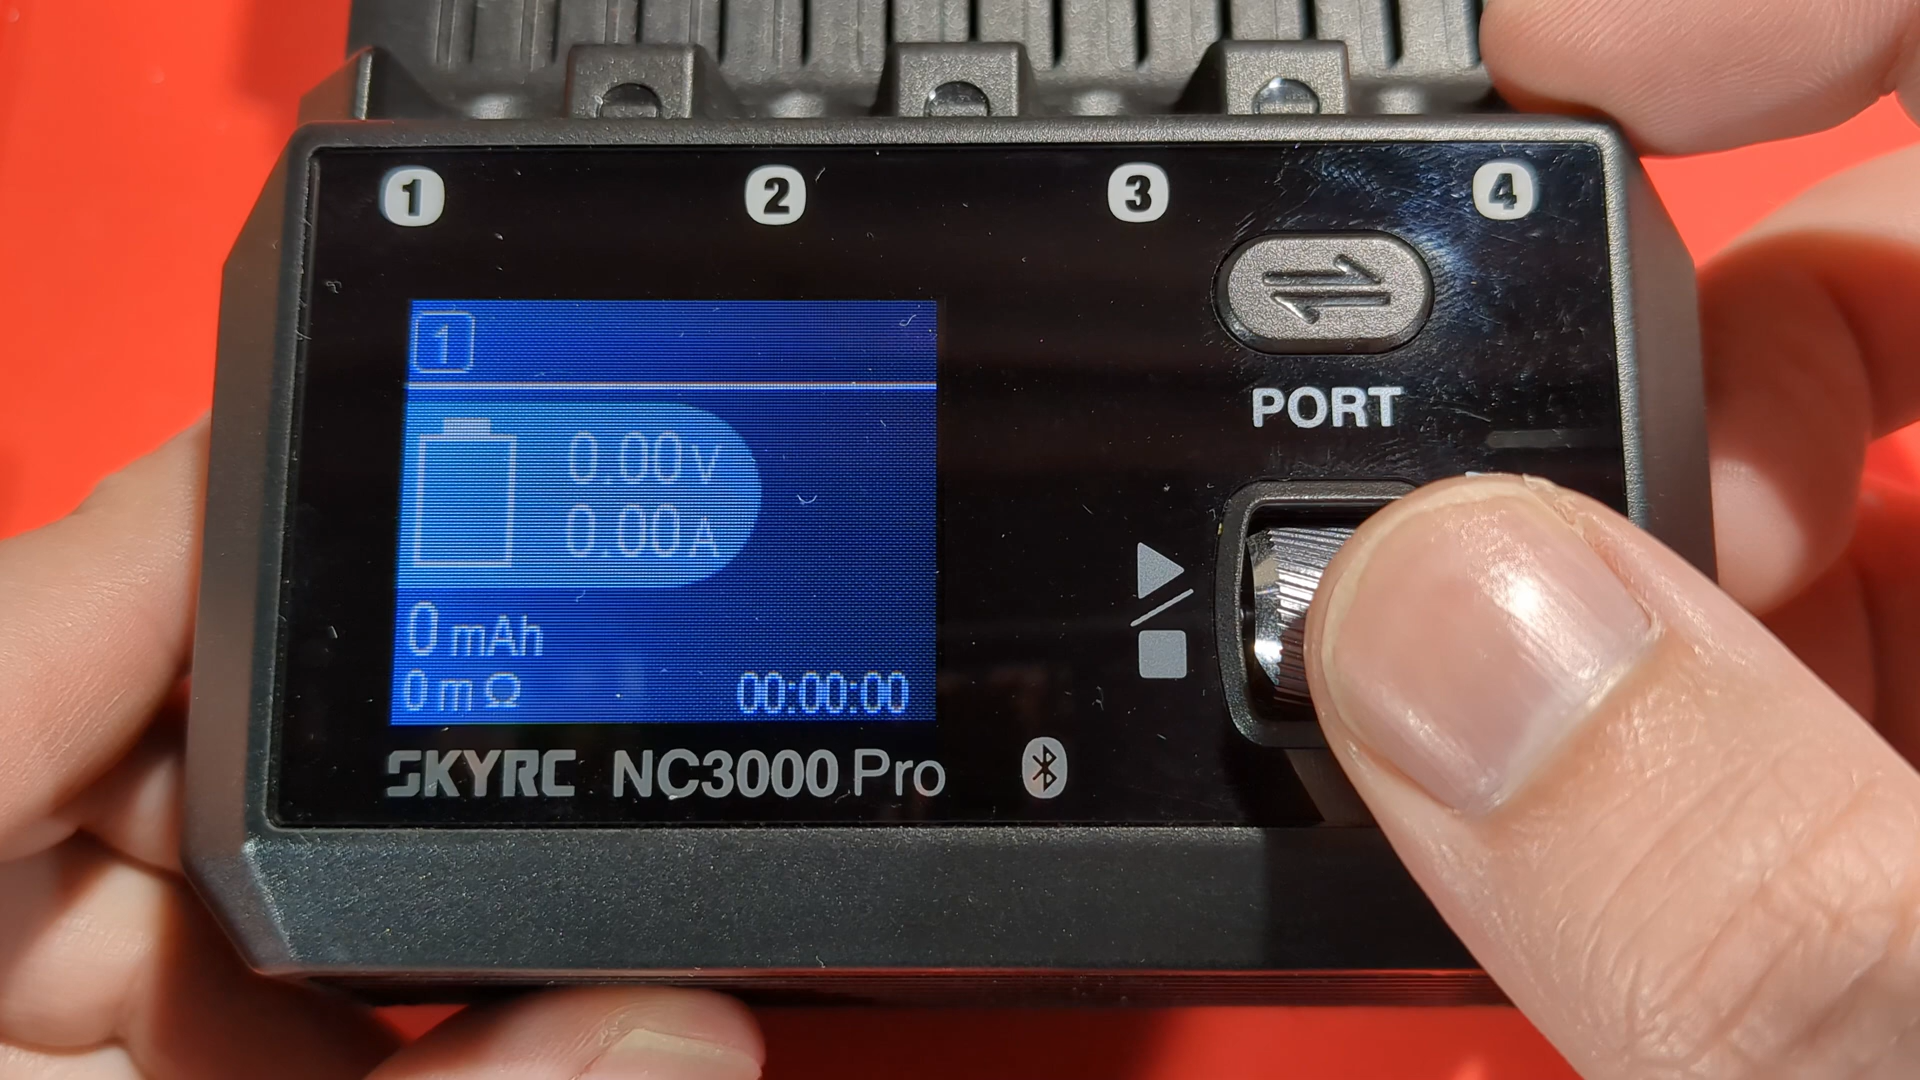 1 2 3 4
1
0.00V
0.00A
0 mAh
0 mΩ 00:00:00
PORT
SKYRC NC3000 Pro